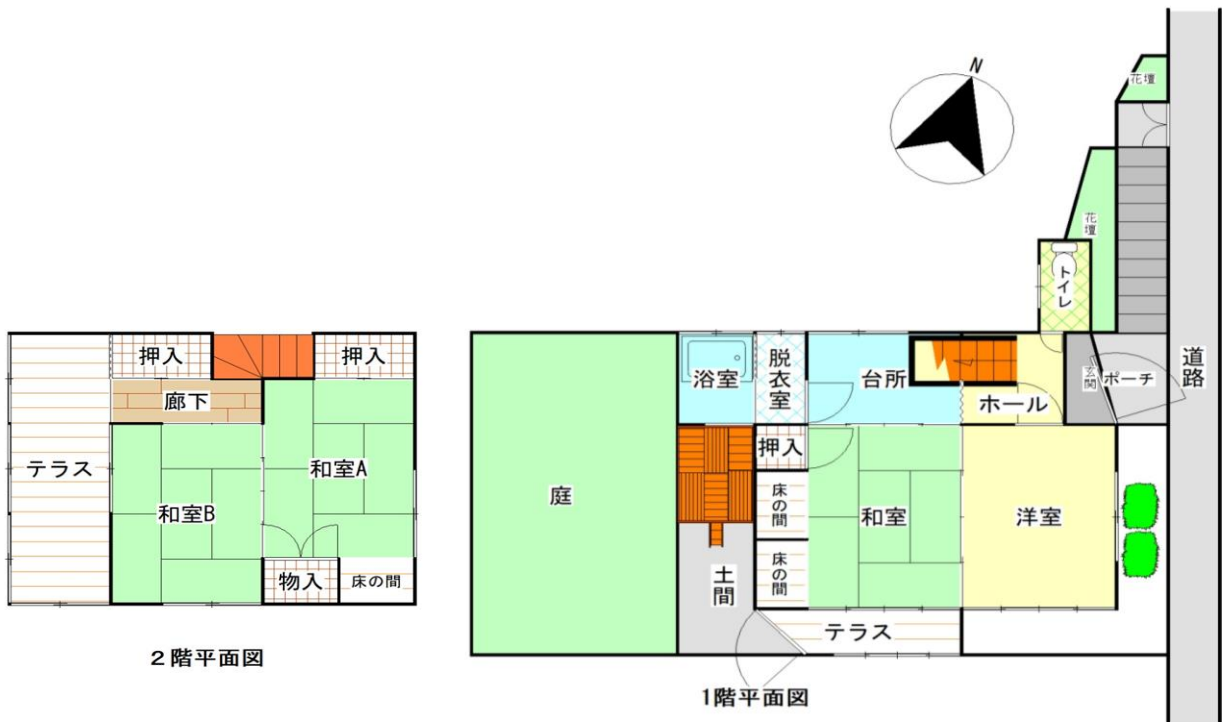 N
花壇
花壇
トイレ
道路
ポーチ
玄関
ホール
台所
脱衣室
浴室
押入
床の間
床の間
和室
洋室
庭
土間
テラス
1階平面図
押入
押入
廊下
テラス
和室A
和室B
物入
床の間
2階平面図